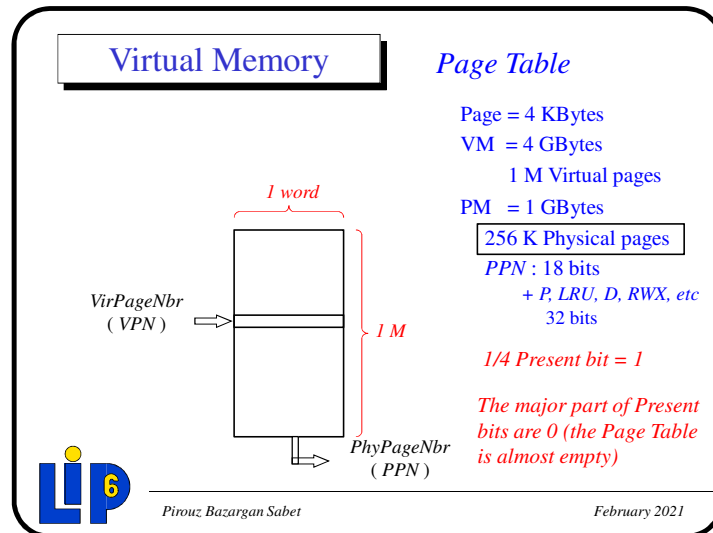 Virtual Memory
Page Table
Page = 4 KBytes
VM = 4 GBytes
1 M Virtual pages
PM = 1 GBytes
256 K Physical pages
PPN : 18 bits
+ P, LRU, D, RWX, etc
32 bits
1/4 Present bit = 1
The major part of Present
bits are 0 (the Page Table
is almost empty)
1 word
VirPageNbr
( VPN )
1 M
PhyPageNbr
( PPN )
LiP6
Pirouz Bazargan Sabet
February 2021